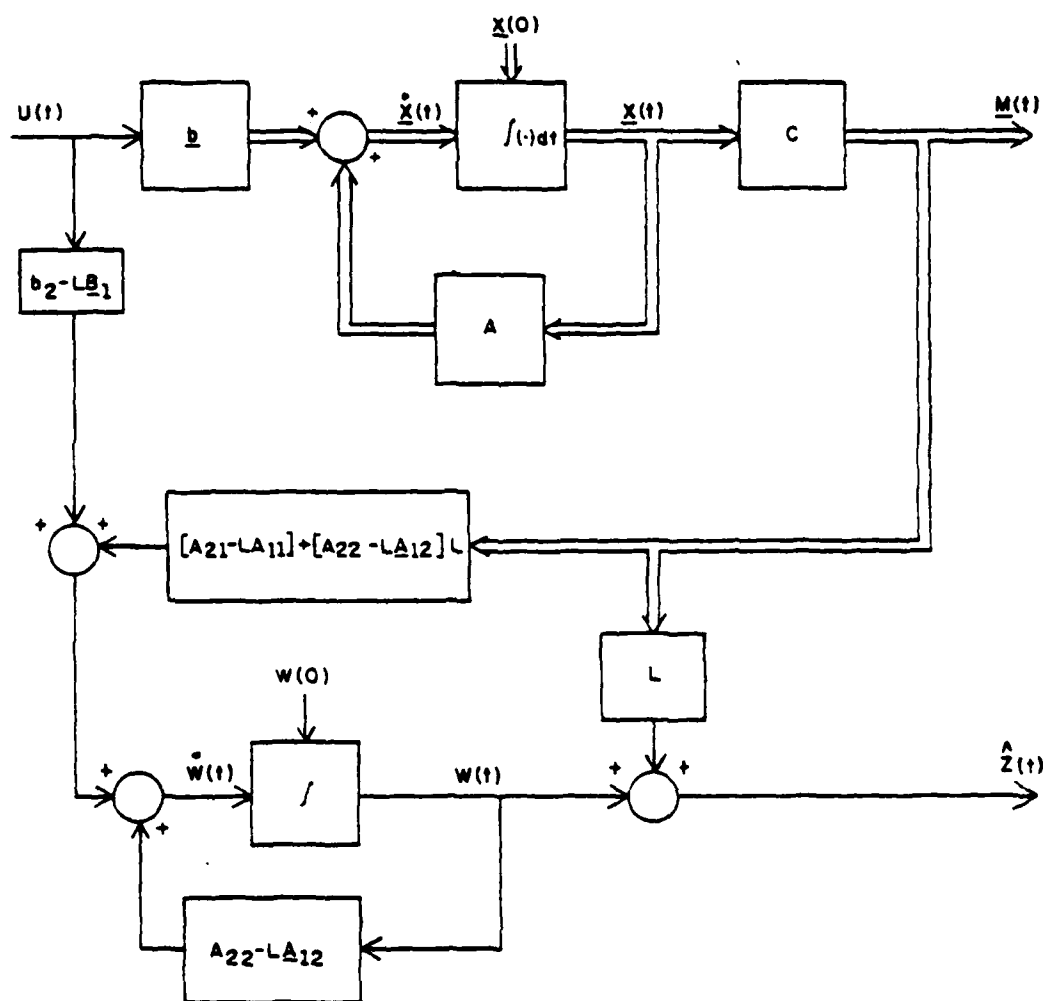 X(0)
U(t)
b
+
+
Ẋ(t)
∫(·)dt
X(t)
C
M(t)
b2-LB1
A
+
+
[A21-LA11]+[A22-LA12]L
L
W(0)
+
+
Ẇ(t)
∫
W(t)
+
+
Ẑ(t)
A22-LA12